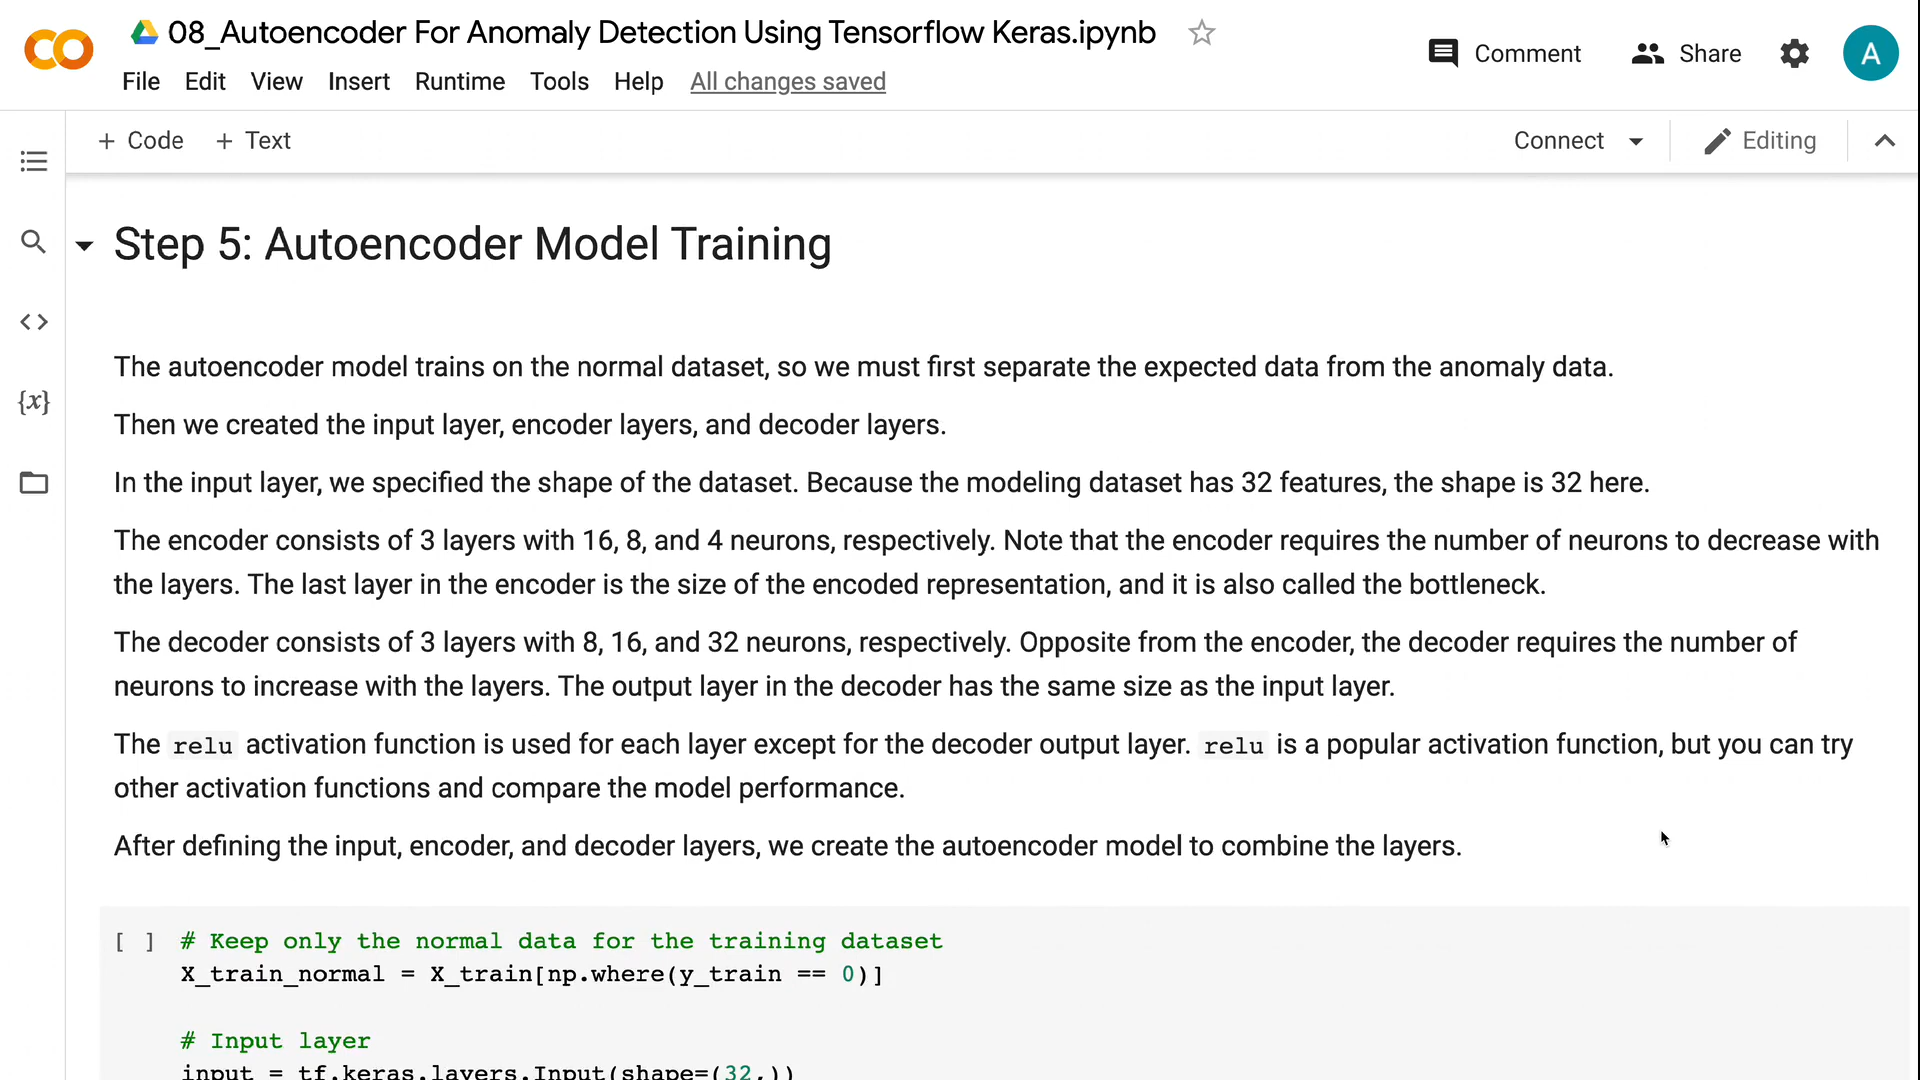 08_Autoencoder For Anomaly Detection Using Tensorflow Keras.ipynb
Comment Share A
File Edit View Insert Runtime Tools Help All changes saved
+ Code + Text Connect Editing
Step 5: Autoencoder Model Training
{x}
The autoencoder model trains on the normal dataset, so we must first separate the expected data from the anomaly data.
Then we created the input layer, encoder layers, and decoder layers.
In the input layer, we specified the shape of the dataset. Because the modeling dataset has 32 features, the shape is 32 here.
The encoder consists of 3 layers with 16, 8, and 4 neurons, respectively. Note that the encoder requires the number of neurons to decrease with
the layers. The last layer in the encoder is the size of the encoded representation, and it is also called the bottleneck.
The decoder consists of 3 layers with 8, 16, and 32 neurons, respectively. Opposite from the encoder, the decoder requires the number of
neurons to increase with the layers. The output layer in the decoder has the same size as the input layer.
The relu activation function is used for each layer except for the decoder output layer. relu is a popular activation function, but you can try
other activation functions and compare the model performance.
After defining the input, encoder, and decoder layers, we create the autoencoder model to combine the layers.
[ ] # Keep only the normal data for the training dataset
X_train_normal = X_train[np.where(y_train == 0)]
# Input layer
input = tf.keras.layers.Input(shape=(32,))